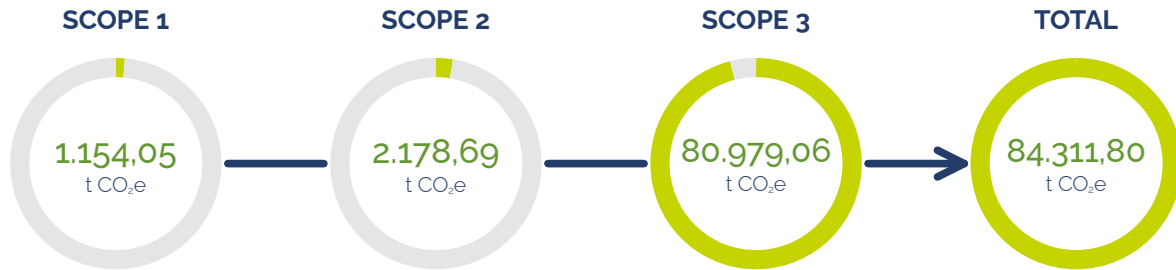 SCOPE 1
1.154,05
t CO₂e
SCOPE 2
2.178,69
t CO₂e
SCOPE 3
80.979,06
t CO₂e
TOTAL
84.311,80
t CO₂e